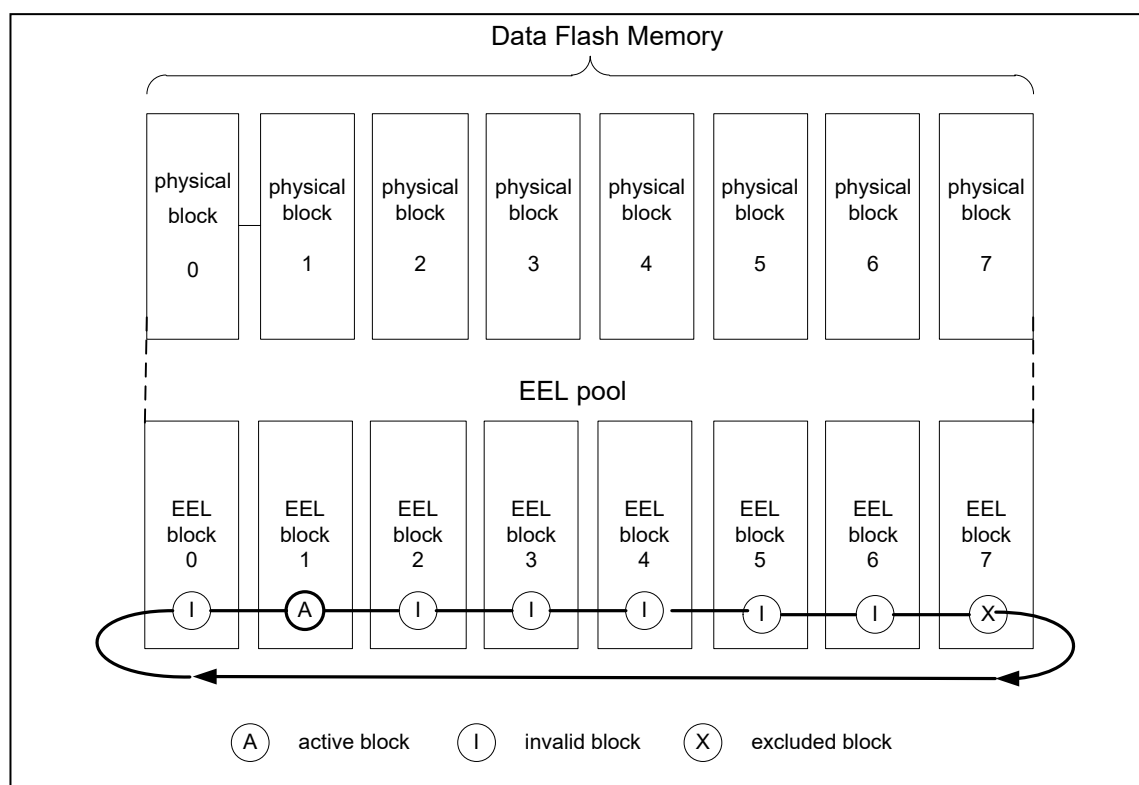 Data Flash Memory
physical
block
0
physical
block
1
physical
block
2
physical
block
3
physical
block
4
physical
block
5
physical
block
6
physical
block
7
EEL pool
EEL
block
0
EEL
block
1
EEL
block
2
EEL
block
3
EEL
block
4
EEL
block
5
EEL
block
6
EEL
block
7
I
A
I
I
I
I
I
X
A active block
I invalid block
X excluded block